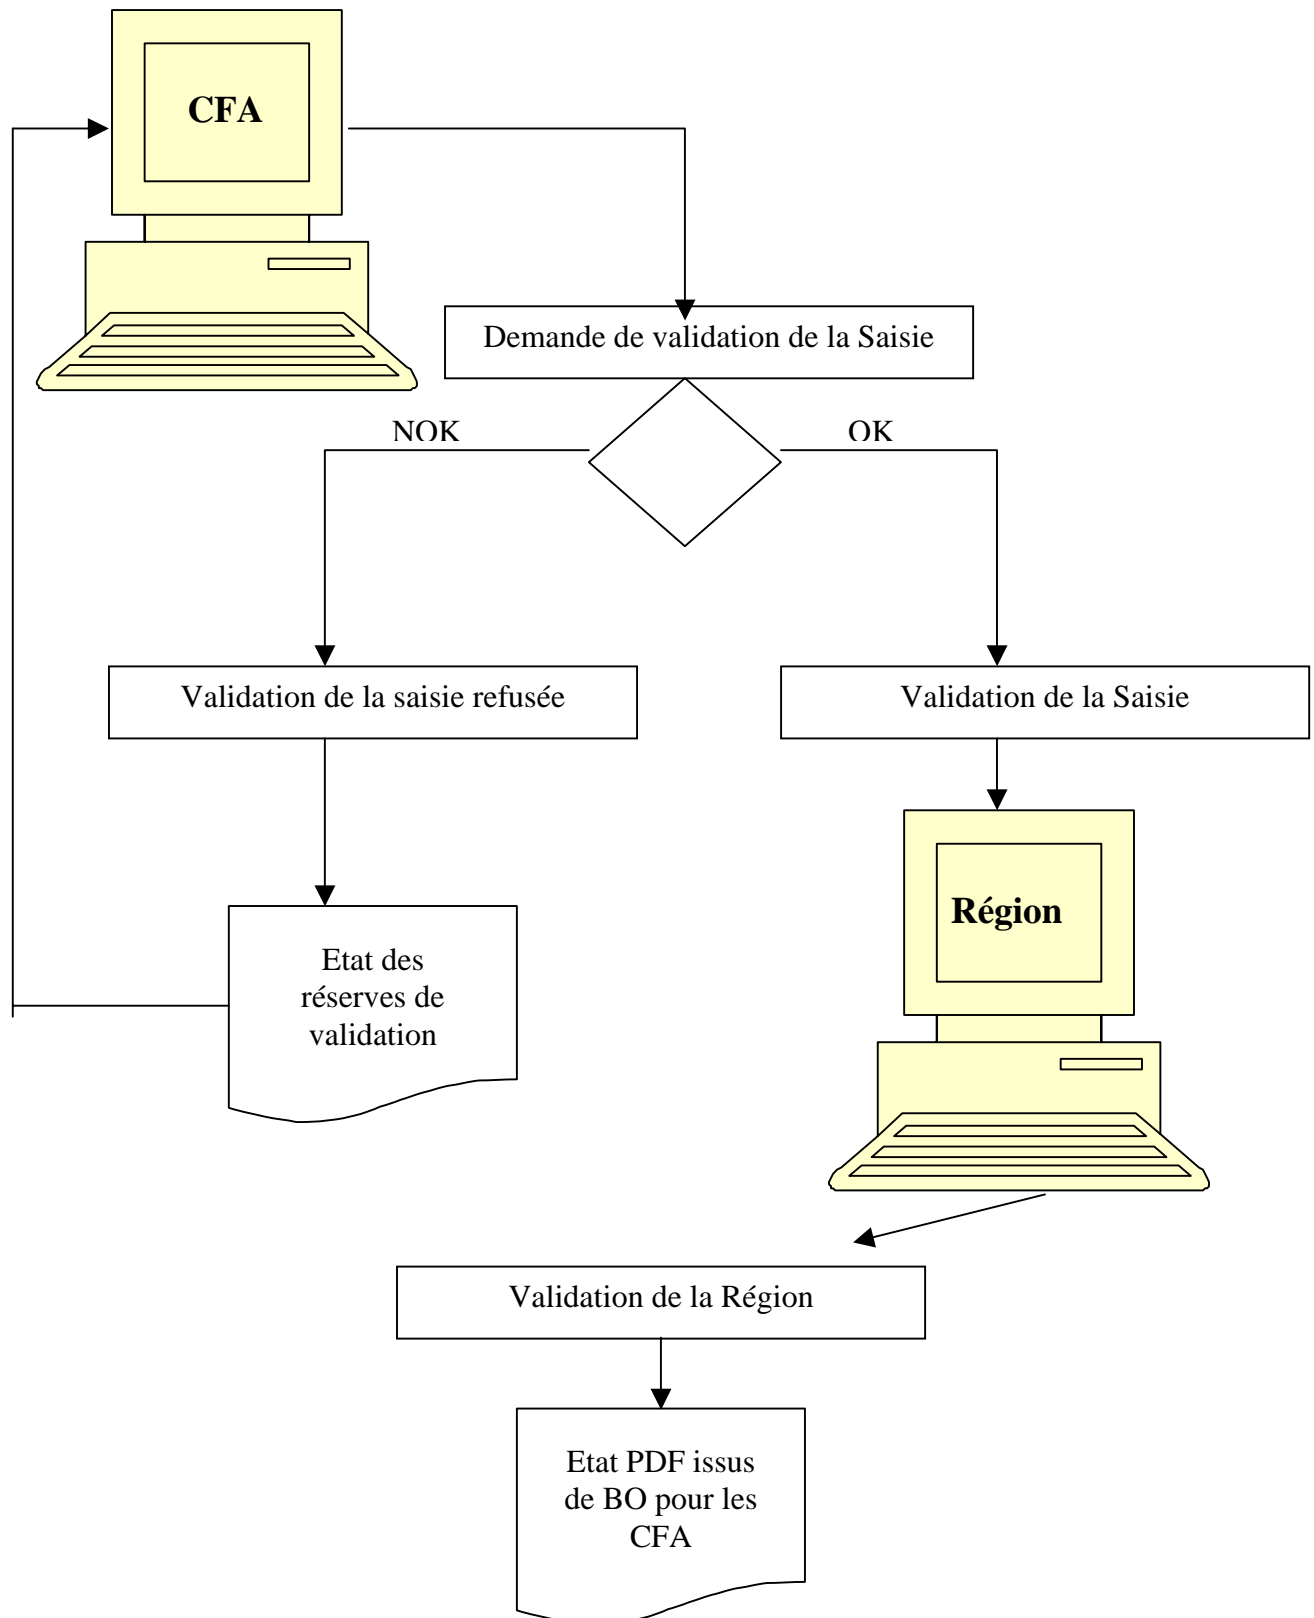 CFA
Demande de validation de la Saisie
NOK
OK
Validation de la saisie refusée
Validation de la Saisie
Région
Etat des
réserves de
validation
Validation de la Région
Etat PDF issus
de BO pour les
CFA